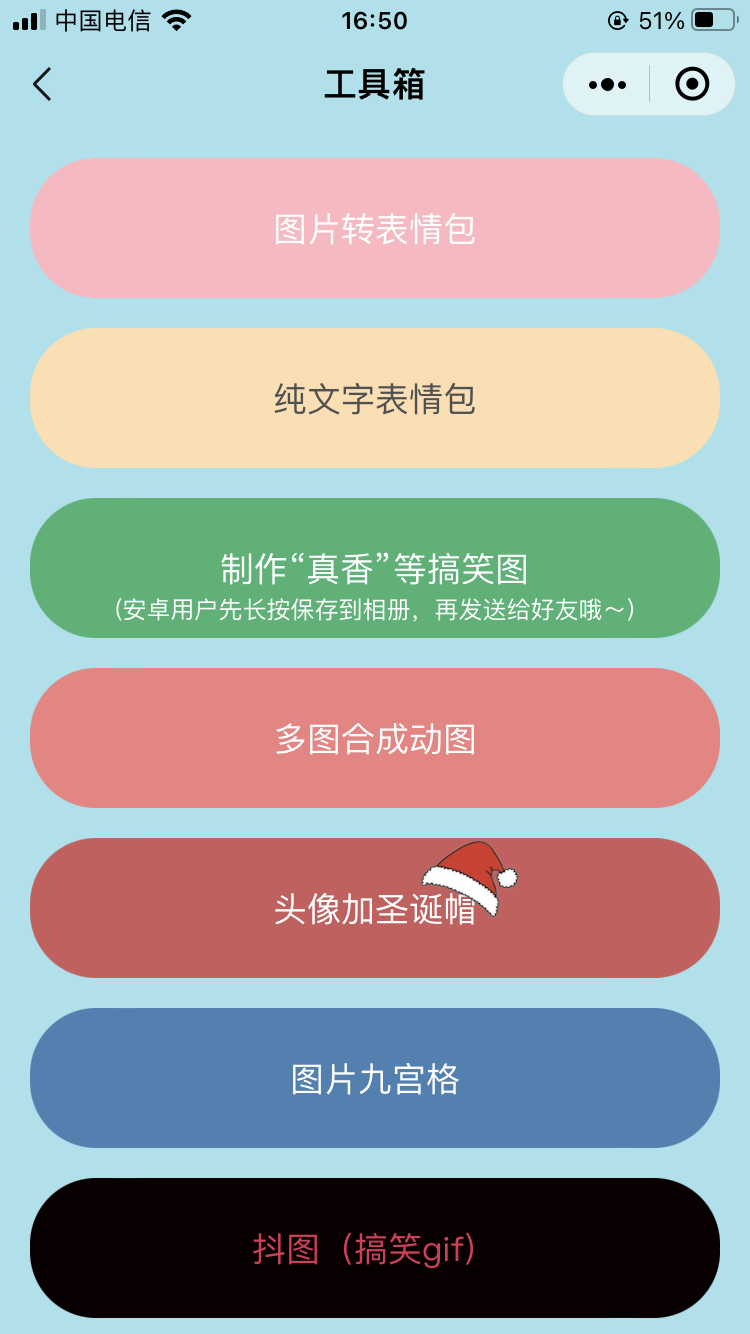 中国电信 16:50 51%
工具箱
图片转表情包
纯文字表情包
制作“真香”等搞笑图
（安卓用户先长按保存到相册，再发送给好友哦～）
多图合成动图
头像加圣诞帽
图片九宫格
抖图（搞笑gif)